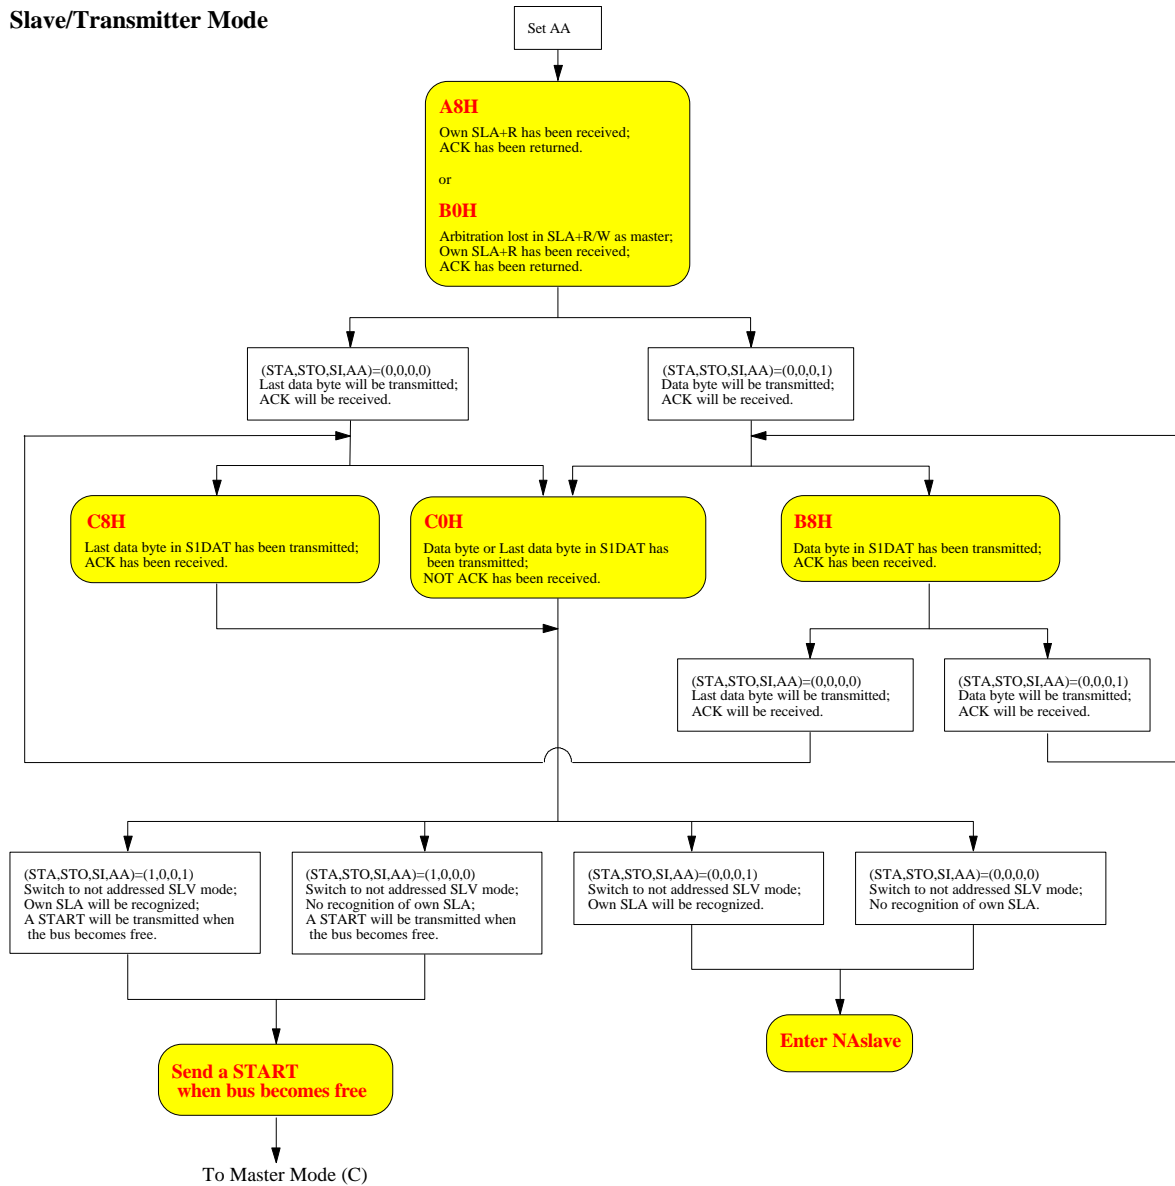 Slave/Transmitter Mode
Set AA
A8H
Own SLA+R has been received;
ACK has been returned.
or
B0H
Arbitration lost in SLA+R/W as master;
Own SLA+R has been received;
ACK has been returned.
(STA,STO,SI,AA)=(0,0,0,0)
Last data byte will be transmitted;
ACK will be received.
(STA,STO,SI,AA)=(0,0,0,1)
Data byte will be transmitted;
ACK will be received.
C8H
Last data byte in S1DAT has been transmitted;
ACK has been received.
C0H
Data byte or Last data byte in S1DAT has
been transmitted;
NOT ACK has been received.
B8H
Data byte in S1DAT has been transmitted;
ACK has been received.
(STA,STO,SI,AA)=(0,0,0,0)
Last data byte will be transmitted;
ACK will be received.
(STA,STO,SI,AA)=(0,0,0,1)
Data byte will be transmitted;
ACK will be received.
(STA,STO,SI,AA)=(1,0,0,1)
Switch to not addressed SLV mode;
Own SLA will be recognized;
A START will be transmitted when
the bus becomes free.
(STA,STO,SI,AA)=(1,0,0,0)
Switch to not addressed SLV mode;
No recognition of own SLA;
A START will be transmitted when
the bus becomes free.
(STA,STO,SI,AA)=(0,0,0,1)
Switch to not addressed SLV mode;
Own SLA will be recognized.
(STA,STO,SI,AA)=(0,0,0,0)
Switch to not addressed SLV mode;
No recognition of own SLA.
Enter NAslave
Send a START
when bus becomes free
To Master Mode (C)